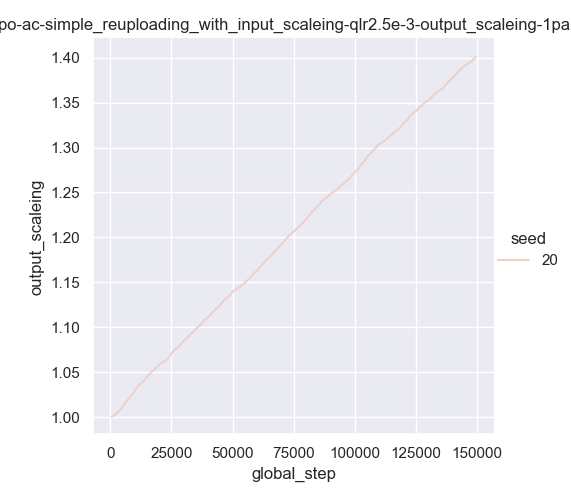 po-ac-simple_reuploading_with_input_scaleing-qlr2.5e-3-output_scaleing-1pa
1.40
1.35
1.30
1.25
1.20
1.15
1.10
1.05
1.00
output_scaleing
0 25000 50000 75000 100000 125000 150000
global_step
seed
20